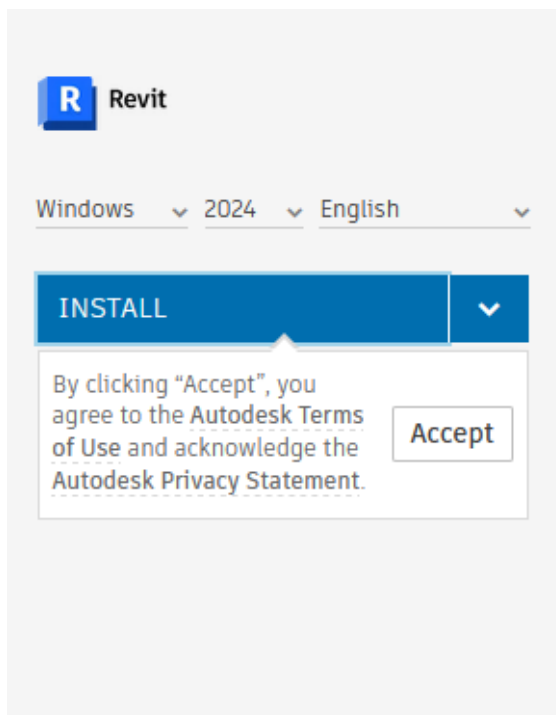 R Revit
Windows 2024 English
INSTALL
By clicking “Accept”, you
agree to the Autodesk Terms
of Use and acknowledge the
Autodesk Privacy Statement.
Accept